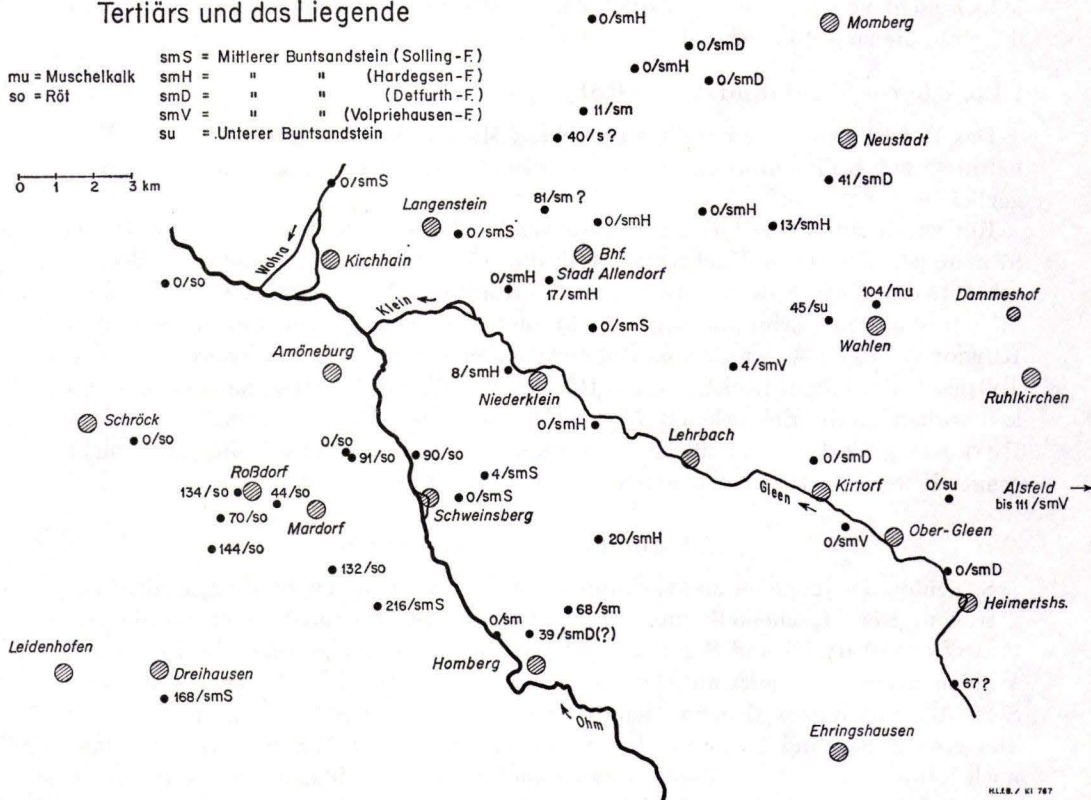 Tertiärs und das Liegende
smS = Mittlerer Buntsandstein (Solling-F.)
mu = Muschelkalk
smH = " " (Hardegsen-F.)
so = Röt
smD = " " (Detfurth-F.)
smV = " " (Volpriehausen-F.)
su = Unterer Buntsandstein
0 1 2 3 km
0/smH
Momberg
0/smD
0/smH
0/smD
11/sm
40/s ?
Neustadt
0/smS
41/smD
Langenstein
81/sm ?
0/smH
0/smH
13/smH
0/smS
Wohra
Kirchhain
Bhf.
Stadt Allendorf
0/so
0/smH
17/smH
Klein
104/mu
45/su
Dammeshof
Wahlen
0/smS
Amöneburg
8/smH
4/smV
Niederklein
Ruhlkirchen
Schröck
0/so
0/smH
Lehrbach
0/so
91/so
90/so
0/smD
Roßdorf
4/smS
134/so
44/so
0/smS
Schweinsberg
Gleen
Kirtorf
0/su
Alsfeld
bis 111/smV
70/so
Mardorf
0/smV
Ober-Gleen
144/so
20/smH
132/so
0/smD
216/smS
68/sm
Heimertshs.
0/sm
39/smD(?)
Leidenhofen
Dreihausen
Homberg
168/smS
67 ?
Ohm
Ehringshausen
H.L.f.B. / KI 767